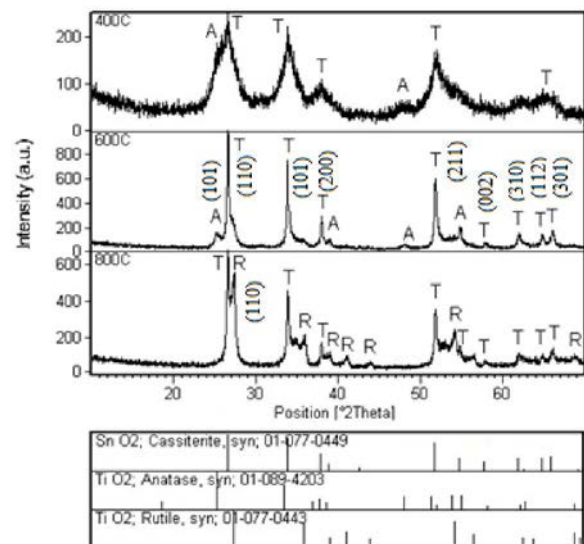 400C
A T T T A T T
200
100
0
600C
800
600
400
200
0
(101) A T (110) T (101) (200) T A A T (211) A (002) T (310) T (112) T (301) T
800C
600
400
200
0
T R (110) T R T R R R T R T T T T T R
Intensity (a.u.)
20 30 40 50 60
Position [°2Theta]
Sn O2; Cassiterite, syn; 01-077-0449
Ti O2; Anatase, syn; 01-089-4203
Ti O2; Rutile, syn; 01-077-0443